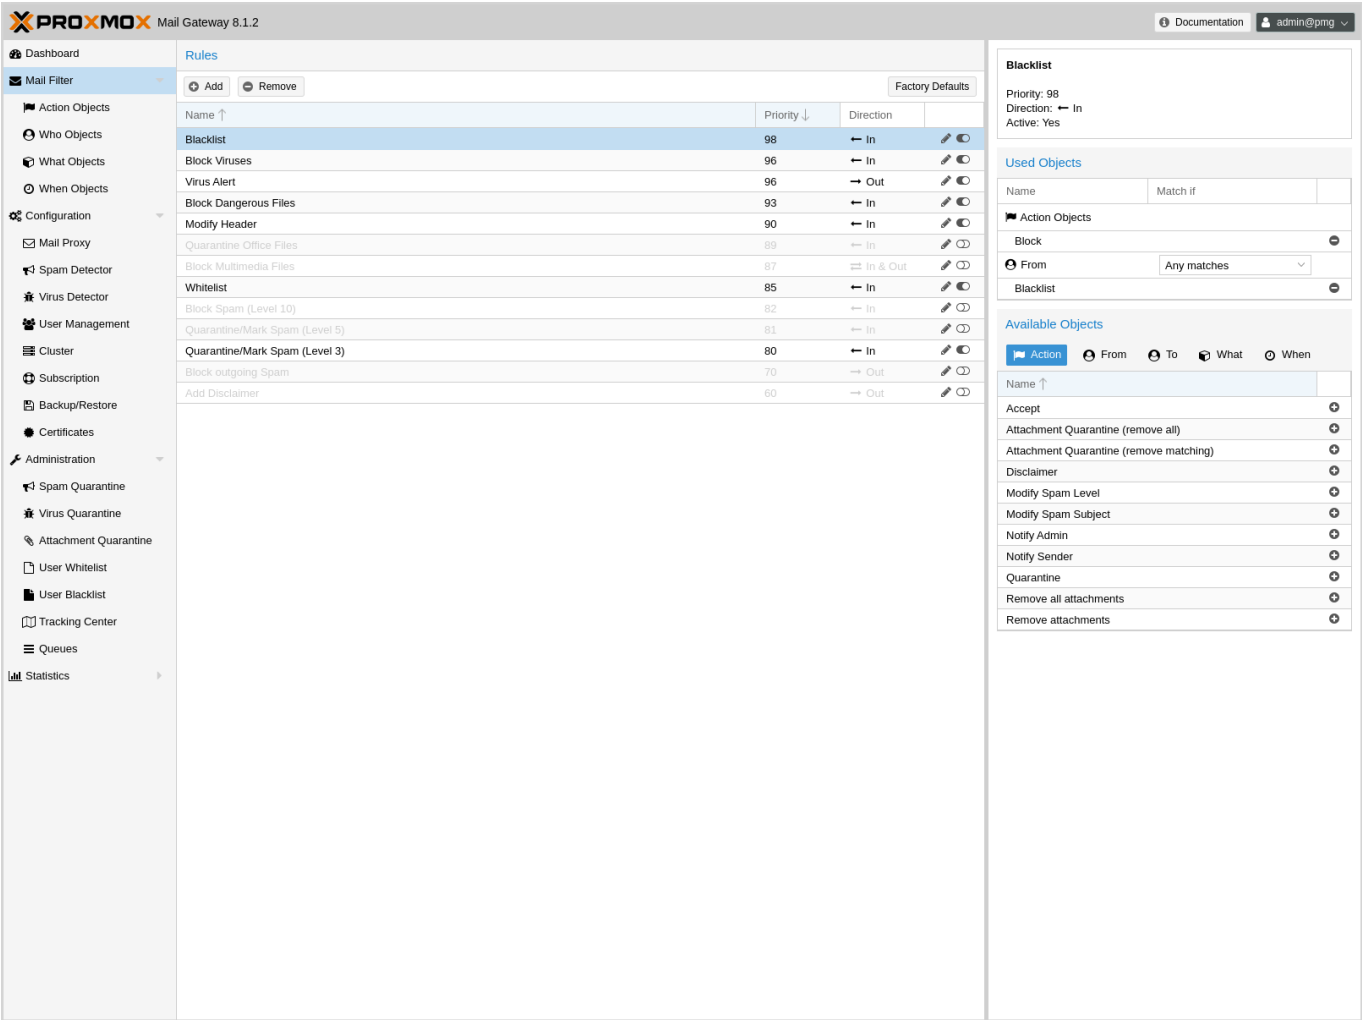 PROXMOX Mail Gateway 8.1.2
Documentation
admin@pmg
Dashboard
Mail Filter
Action Objects
Who Objects
What Objects
When Objects
Configuration
Mail Proxy
Spam Detector
Virus Detector
User Management
Cluster
Subscription
Backup/Restore
Certificates
Administration
Spam Quarantine
Virus Quarantine
Attachment Quarantine
User Whitelist
User Blacklist
Tracking Center
Queues
Statistics
Rules
Add Remove Factory Defaults
Name Priority Direction
Blacklist 98 In
Block Viruses 96 In
Virus Alert 96 Out
Block Dangerous Files 93 In
Modify Header 90 In
Quarantine Office Files 89 In
Block Multimedia Files 87 In & Out
Whitelist 85 In
Block Spam (Level 10) 82 In
Quarantine/Mark Spam (Level 5) 81 In
Quarantine/Mark Spam (Level 3) 80 In
Block outgoing Spam 70 Out
Add Disclaimer 60 Out
Blacklist
Priority: 98
Direction: In
Active: Yes
Used Objects
Name Match if
Action Objects
Block
From Any matches
Blacklist
Available Objects
Action From To What When
Name
Accept
Attachment Quarantine (remove all)
Attachment Quarantine (remove matching)
Disclaimer
Modify Spam Level
Modify Spam Subject
Notify Admin
Notify Sender
Quarantine
Remove all attachments
Remove attachments